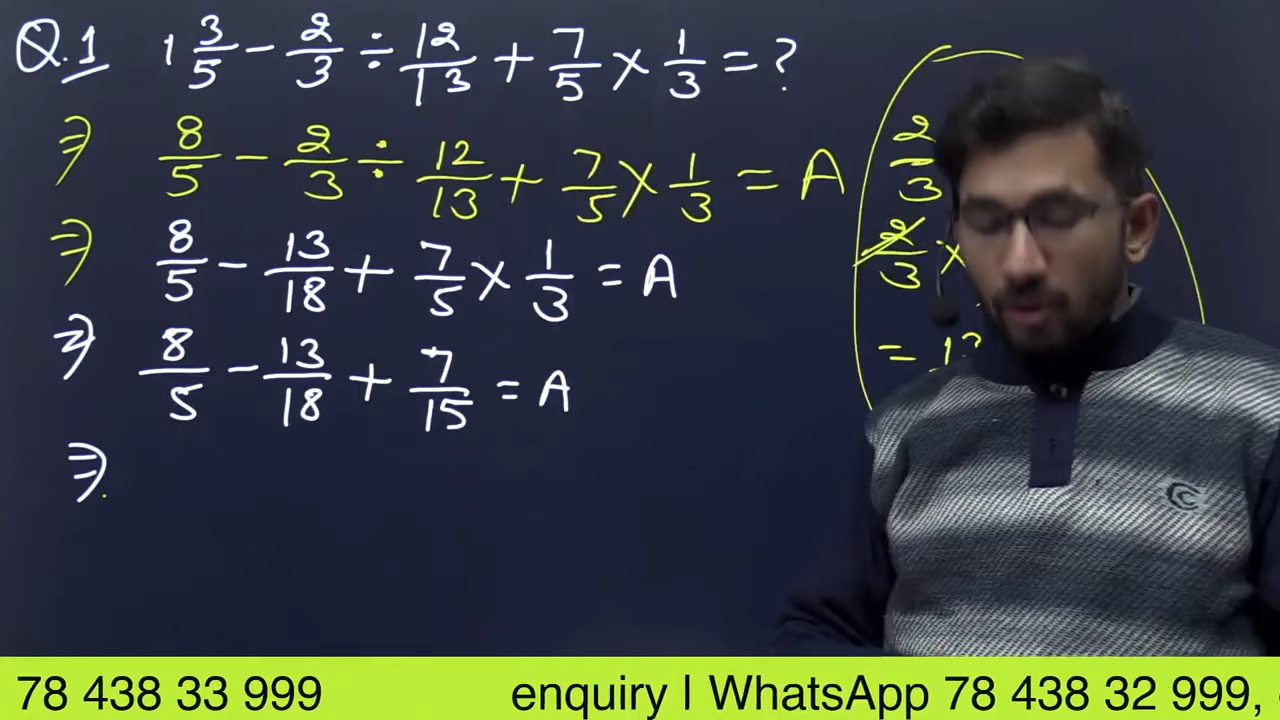 Q.1 1 3/5 - 2/3 ÷ 12/13 + 7/5 × 1/3 = ?
⇒ 8/5 - 2/3 ÷ 12/13 + 7/5 × 1/3 = A
⇒ 8/5 - 13/18 + 7/5 × 1/3 = A
⇒ 8/5 - 13/18 + 7/15 = A
⇒
2/3
2/3 ×
=
78 438 33 999 enquiry | WhatsApp 78 438 32 999,